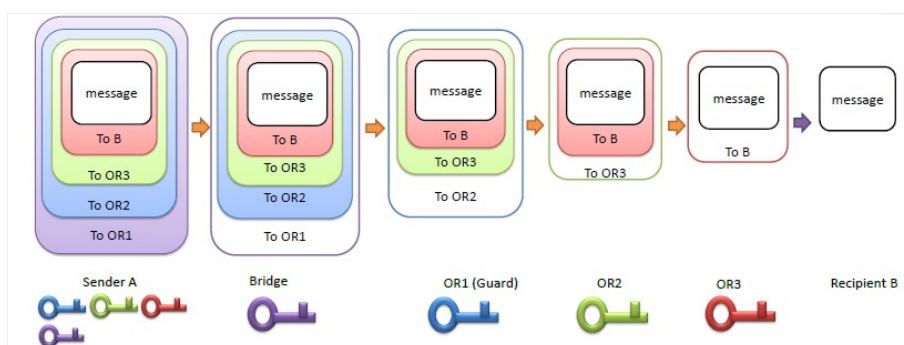 message
To B
To OR3
To OR2
To OR1
message
To B
To OR3
To OR2
To OR1
message
To B
To OR3
To OR2
message
To B
To OR3
message
To B
message
Sender A
Bridge
OR1 (Guard)
OR2
OR3
Recipient B